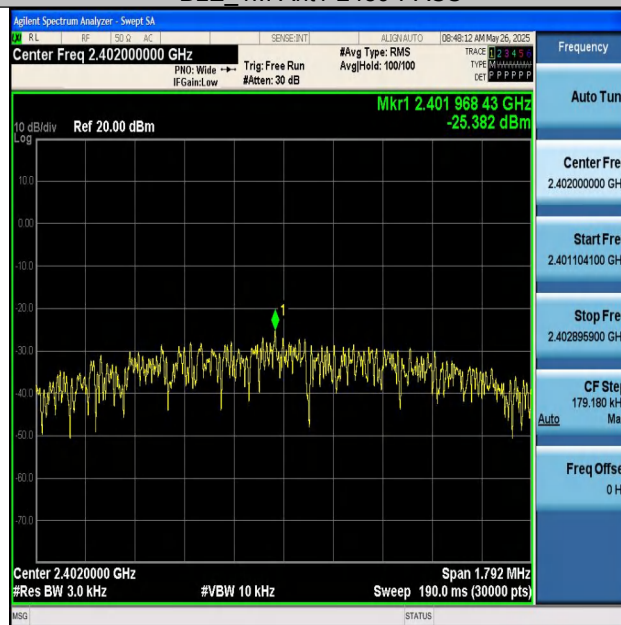 Agilent Spectrum Analyzer - Swept SA
RL RF 50 Ω AC SENSE:INT ALIGN AUTO 08:48:12 AM May 26, 2025
Center Freq 2.402000000 GHz
PNO: Wide
IFGain:Low
Trig: Free Run
#Atten: 30 dB
#Avg Type: RMS
Avg|Hold: 100/100
TRACE 1 2 3 4 5 6
TYPE M
DET P P P P P P
Mkr1 2.401 968 43 GHz
-25.382 dBm
10 dB/div Ref 20.00 dBm
Log
10.0
0.00
-10.0
-20.0
-30.0
-40.0
-50.0
-60.0
-70.0
1
Center 2.4020000 GHz Span 1.792 MHz
#Res BW 3.0 kHz #VBW 10 kHz Sweep 190.0 ms (30000 pts)
MSG STATUS
Frequency
Auto Tun
Center Fre
2.402000000 GH
Start Fre
2.401104100 GH
Stop Fre
2.402895900 GH
CF Ste
179.180 kH
Auto Ma
Freq Offse
0 H